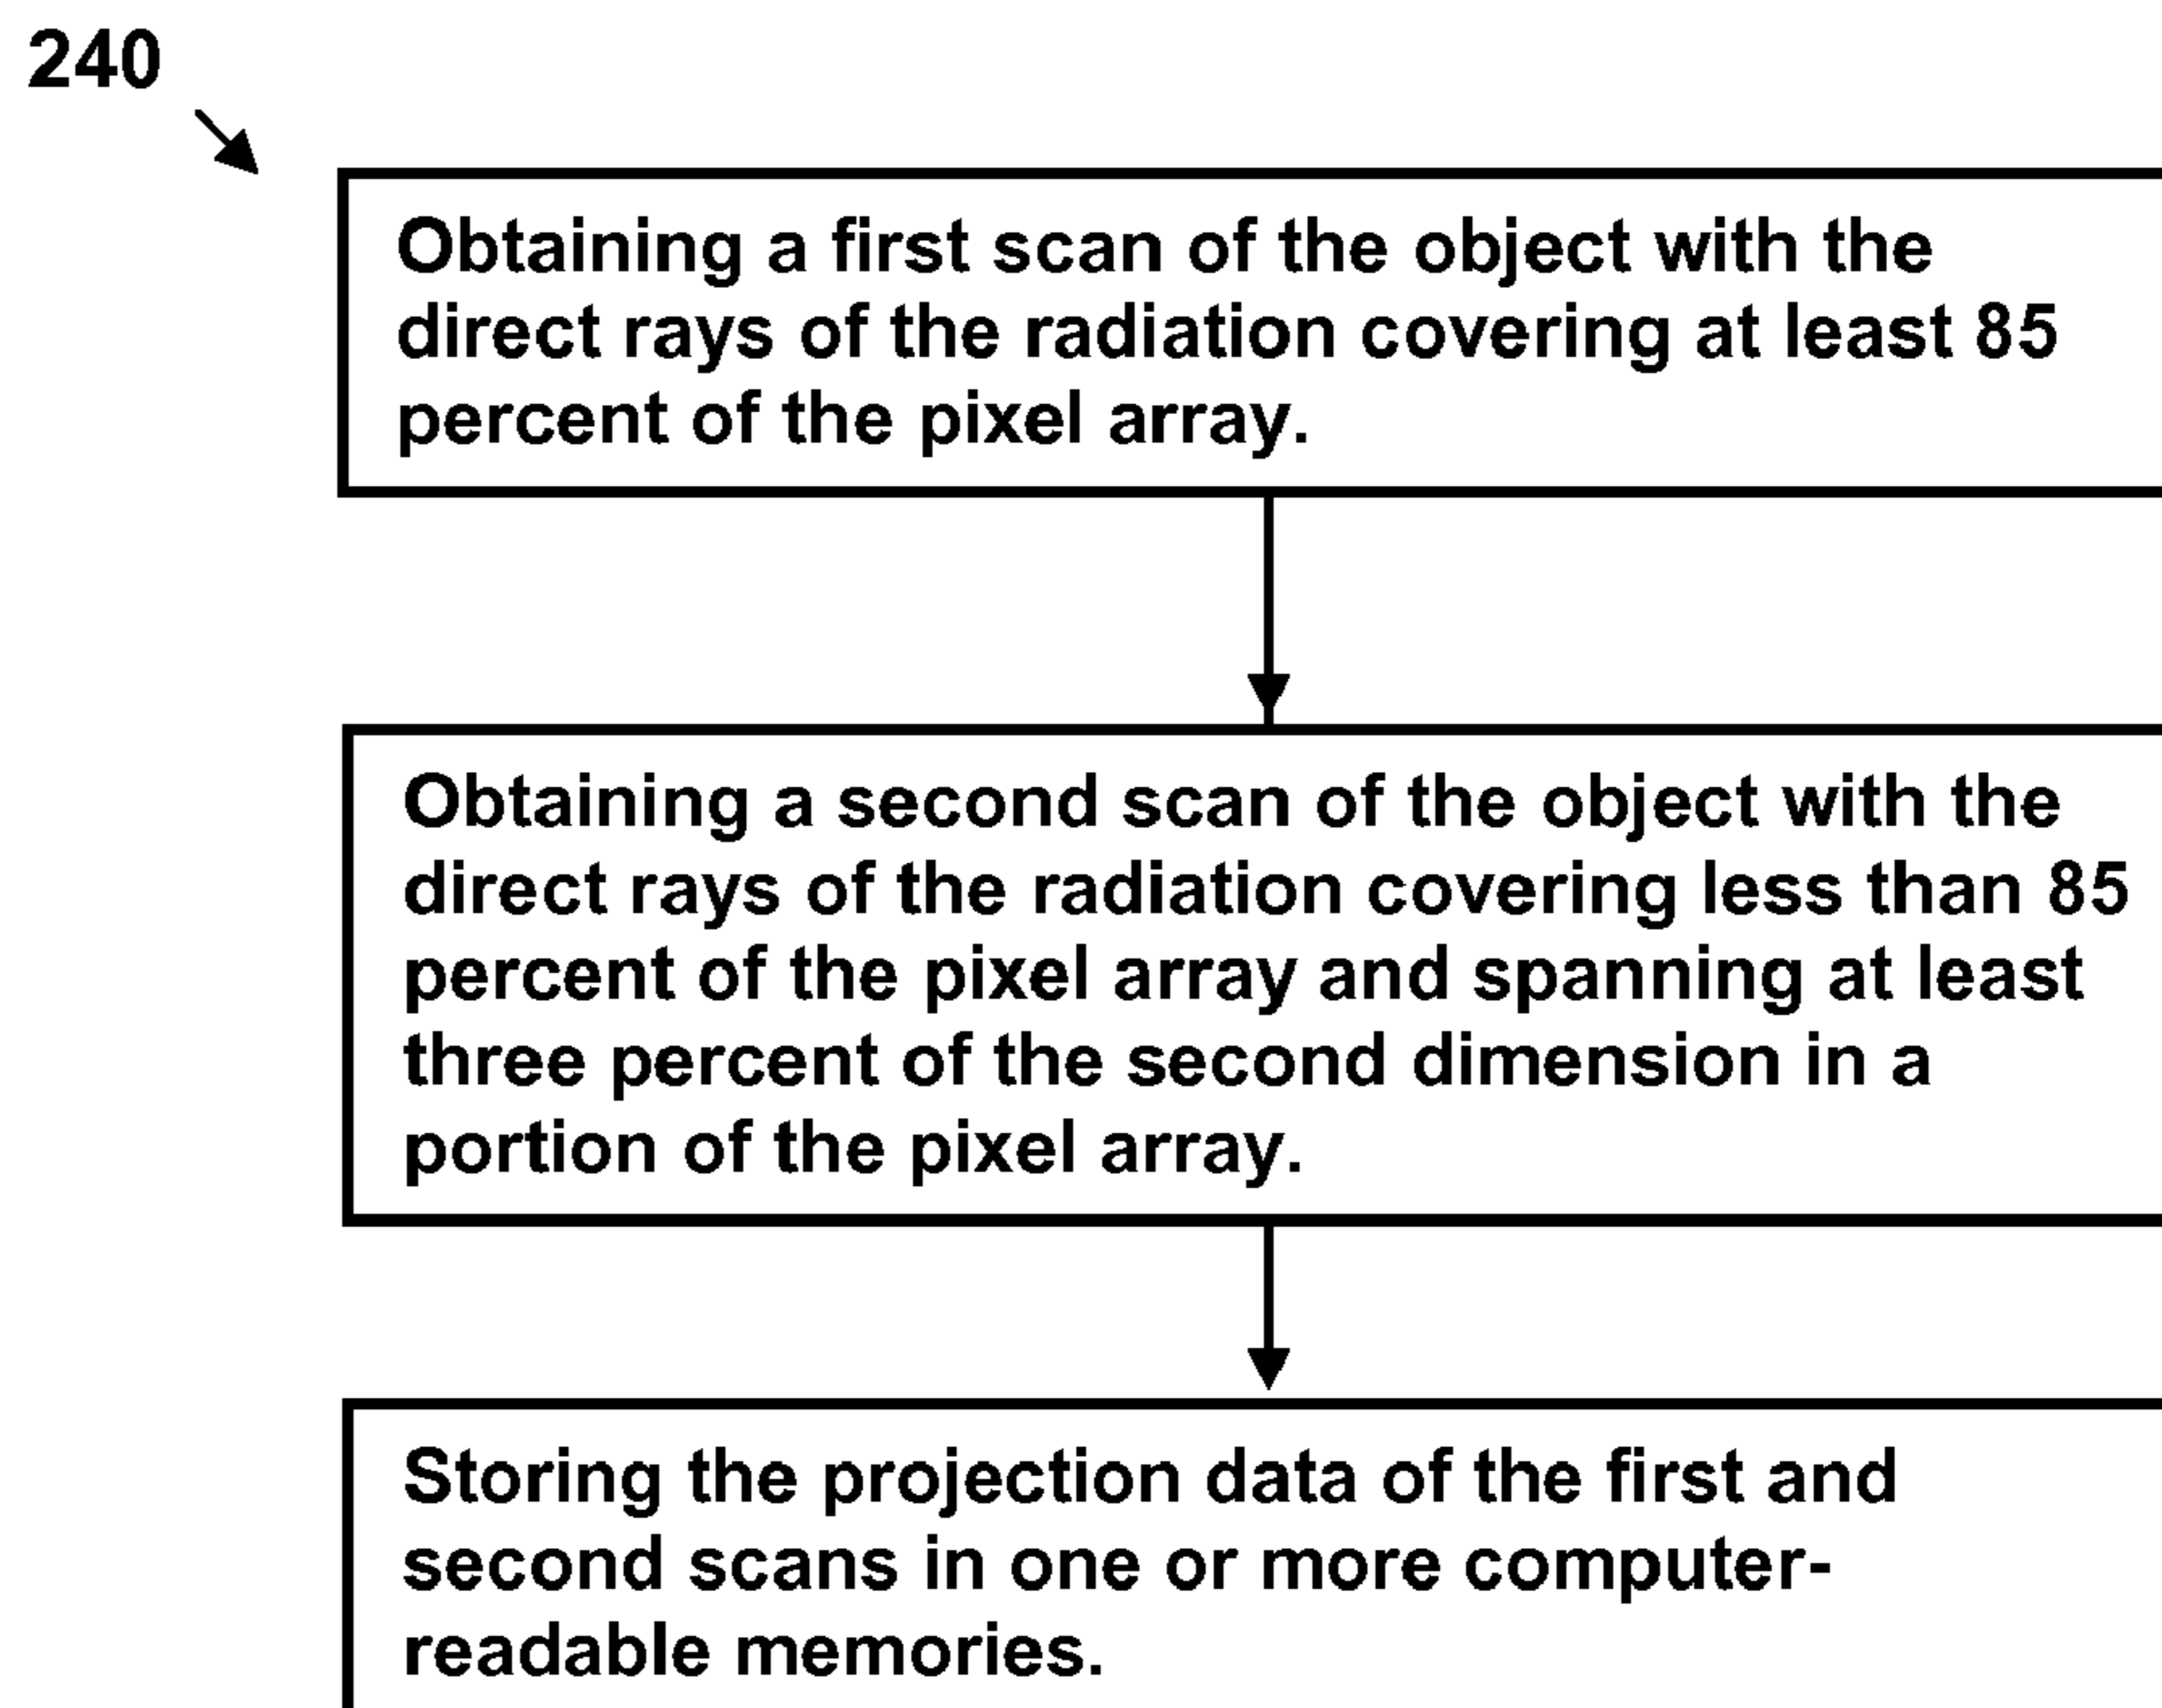 240
Obtaining a first scan of the object with the
direct rays of the radiation covering at least 85
percent of the pixel array.
Obtaining a second scan of the object with the
direct rays of the radiation covering less than 85
percent of the pixel array and spanning at least
three percent of the second dimension in a
portion of the pixel array.
Storing the projection data of the first and
second scans in one or more computer-
readable memories.